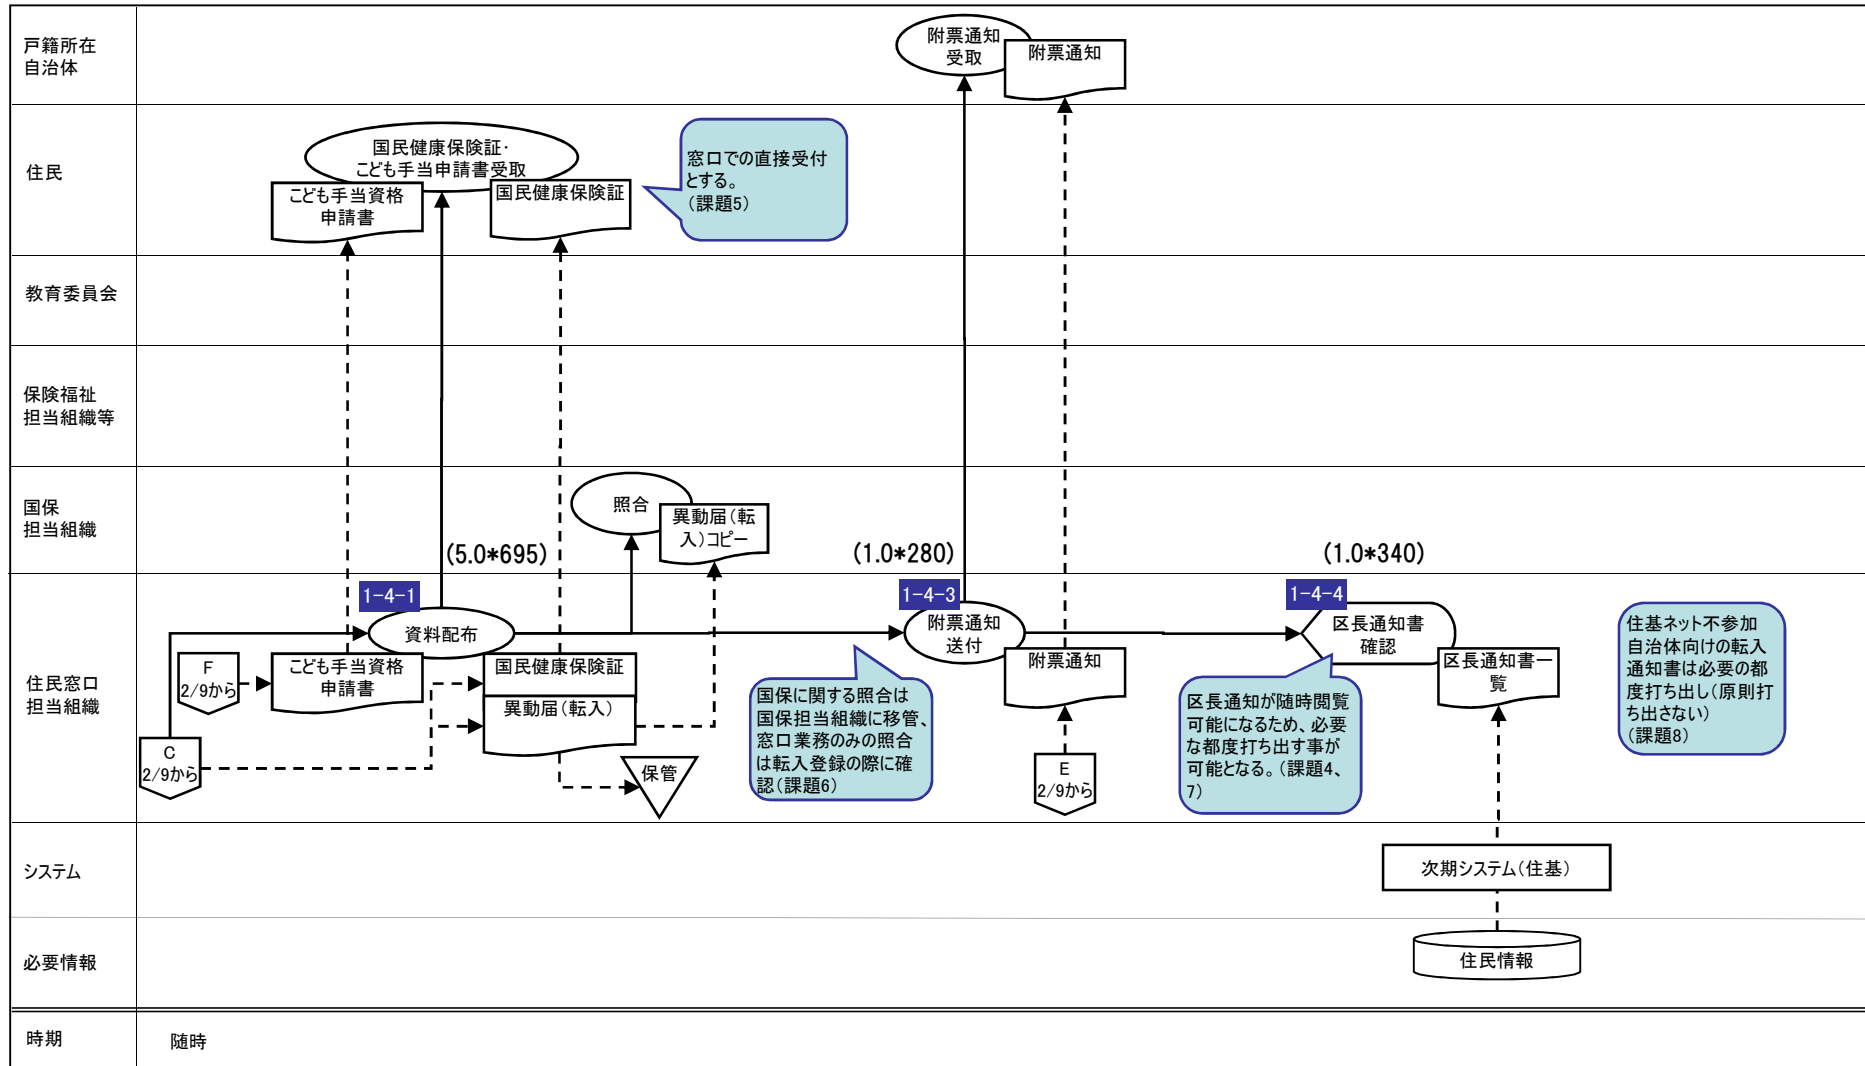 戸籍所在
自治体
附票通知
受取
附票通知
住民
国民健康保険証・
こども手当申請書受取
こども手当資格
申請書
国民健康保険証
窓口での直接受付
とする。
(課題5)
教育委員会
保険福祉
担当組織等
国保
担当組織
照合
異動届(転
入)コピー
(5.0*695)
(1.0*280)
(1.0*340)
住民窓口
担当組織
1-4-1
資料配布
F
2/9から
こども手当資格
申請書
C
2/9から
国民健康保険証
異動届(転入)
保管
国保に関する照合は
国保担当組織に移管、
窓口業務のみの照合
は転入登録の際に確
認(課題6)
1-4-3
附票通知
送付
附票通知
E
2/9から
1-4-4
区長通知書
確認
区長通知書一
覧
区長通知が随時閲覧
可能になるため、必要
な都度打ち出す事が
可能となる。(課題4、
7)
住基ネット不参加
自治体向けの転入
通知書は必要の都
度打ち出し(原則打
ち出さない)
(課題8)
システム
次期システム(住基)
必要情報
住民情報
時期
随時